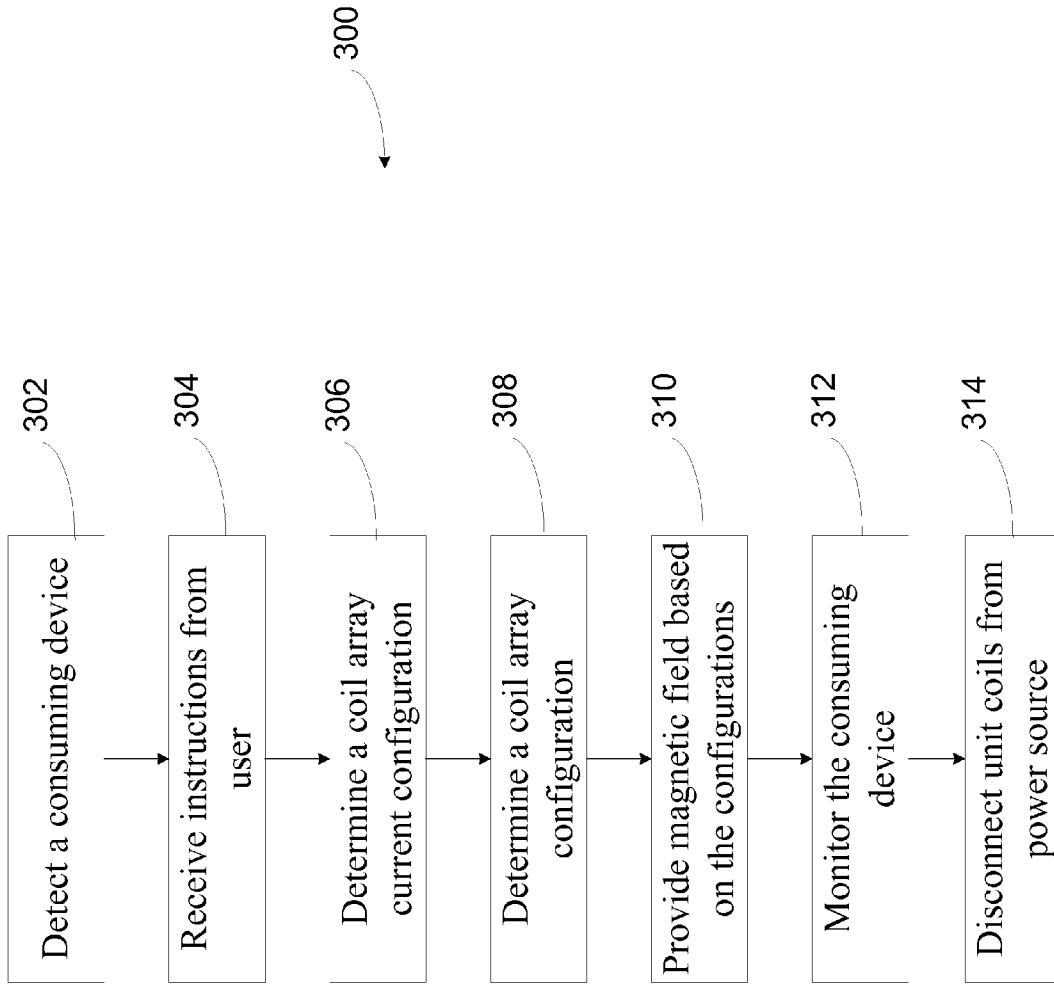 302
Detect a consuming device
304
Receive instructions from
user
306
Determine a coil array
current configuration
308
Determine a coil array
configuration
310
Provide magnetic field based
on the configurations
312
Monitor the consuming
device
314
Disconnect unit coils from
power source
300